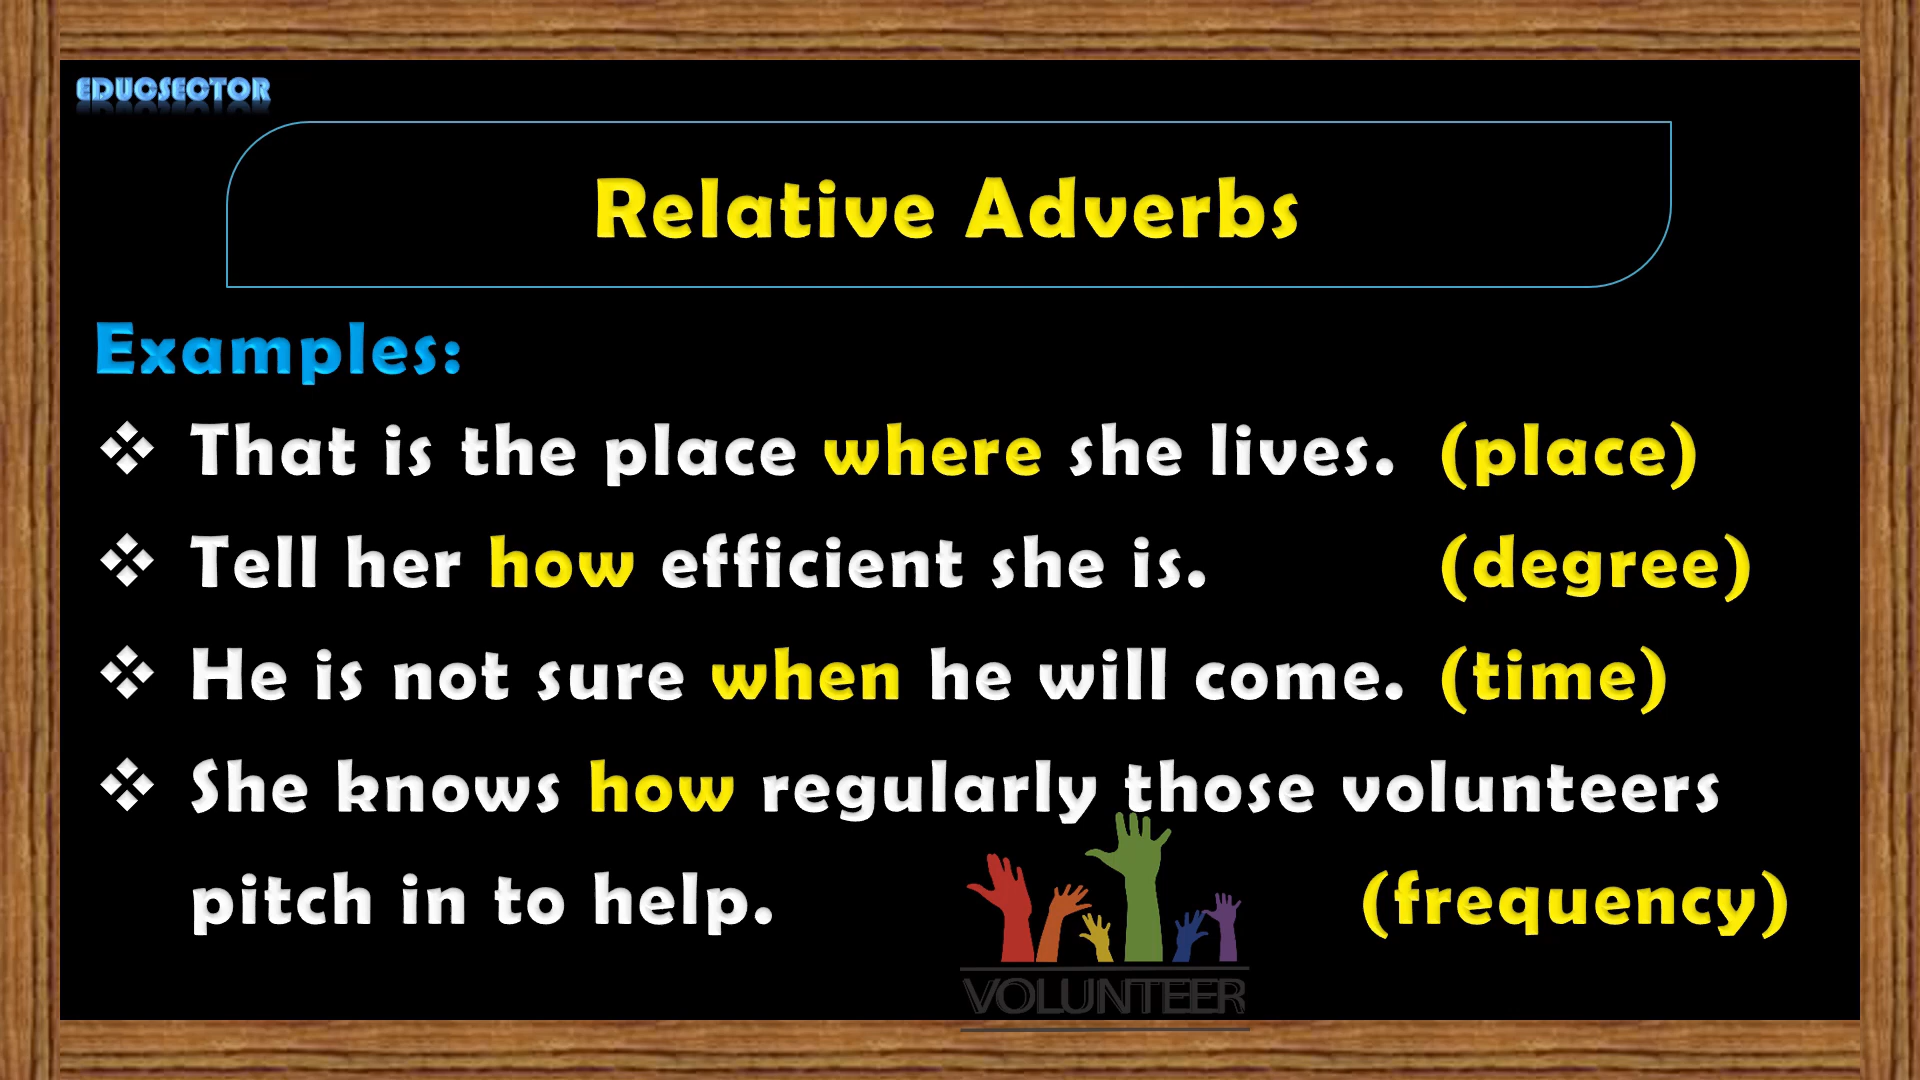 EDUCSECTOR
Relative Adverbs
Examples:
❖ That is the place where she lives. (place)
❖ Tell her how efficient she is. (degree)
❖ He is not sure when he will come. (time)
❖ She knows how regularly those volunteers
pitch in to help. (frequency)
VOLUNTEER